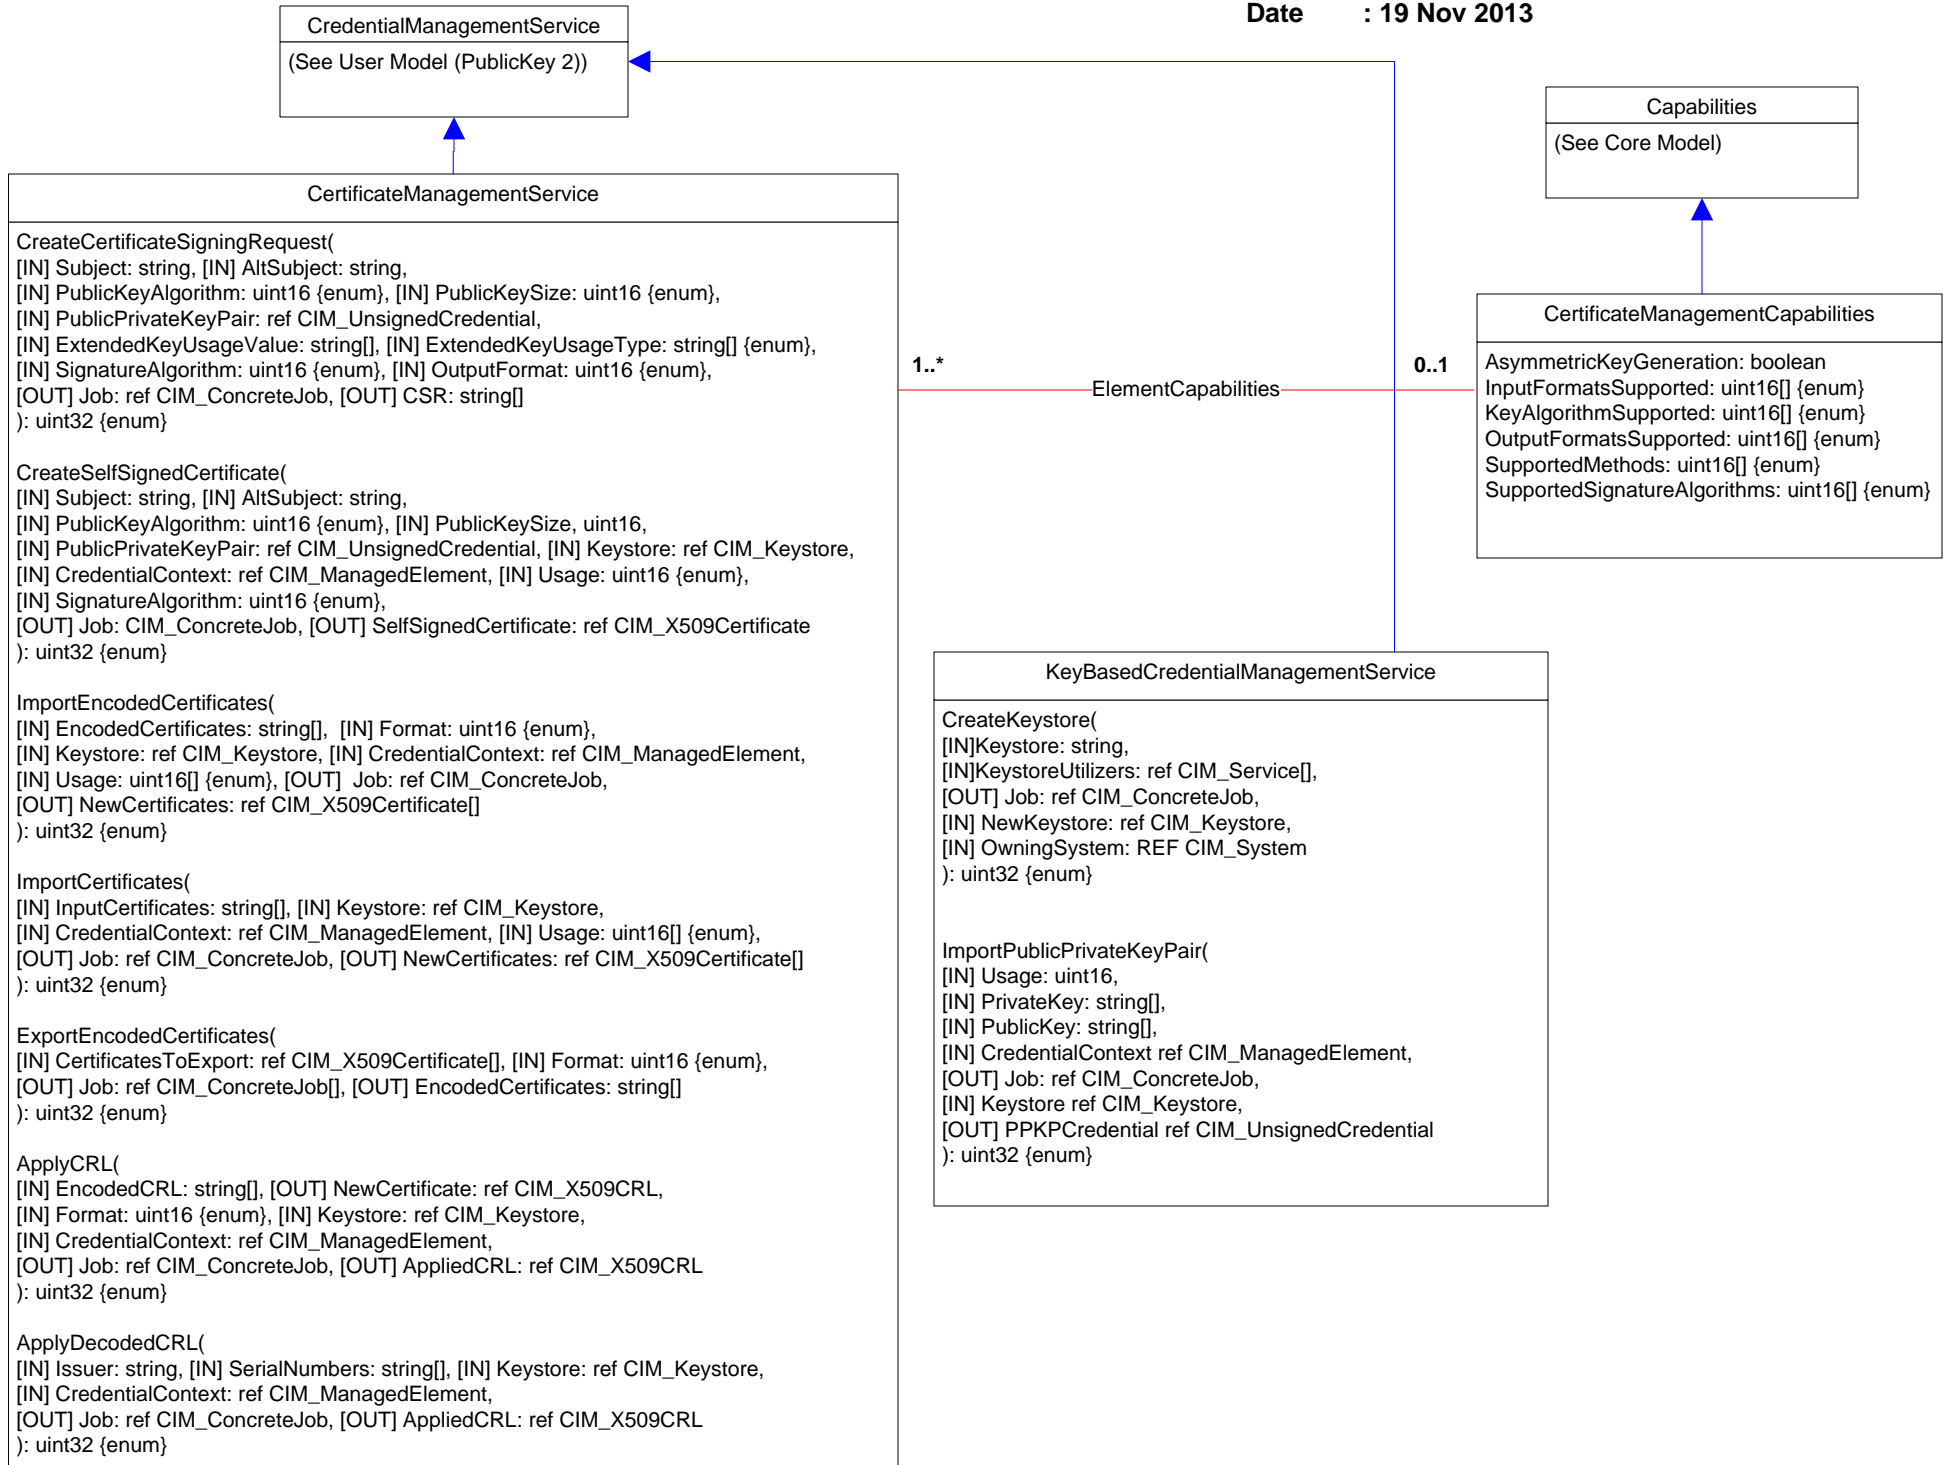 Date : 19 Nov 2013
CredentialManagementService
(See User Model (PublicKey 2))
Capabilities
(See Core Model)
CertificateManagementService
CreateCertificateSigningRequest(
[IN] Subject: string, [IN] AltSubject: string,
[IN] PublicKeyAlgorithm: uint16 {enum}, [IN] PublicKeySize: uint16 {enum},
[IN] PublicPrivateKeyPair: ref CIM_UnsignedCredential,
[IN] ExtendedKeyUsageValue: string[], [IN] ExtendedKeyUsageType: string[] {enum},
[IN] SignatureAlgorithm: uint16 {enum}, [IN] OutputFormat: uint16 {enum},
[OUT] Job: ref CIM_ConcreteJob, [OUT] CSR: string[]
): uint32 {enum}
CreateSelfSignedCertificate(
[IN] Subject: string, [IN] AltSubject: string,
[IN] PublicKeyAlgorithm: uint16 {enum}, [IN] PublicKeySize, uint16,
[IN] PublicPrivateKeyPair: ref CIM_UnsignedCredential, [IN] Keystore: ref CIM_Keystore,
[IN] CredentialContext: ref CIM_ManagedElement, [IN] Usage: uint16 {enum},
[IN] SignatureAlgorithm: uint16 {enum},
[OUT] Job: CIM_ConcreteJob, [OUT] SelfSignedCertificate: ref CIM_X509Certificate
): uint32 {enum}
ImportEncodedCertificates(
[IN] EncodedCertificates: string[], [IN] Format: uint16 {enum},
[IN] Keystore: ref CIM_Keystore, [IN] CredentialContext: ref CIM_ManagedElement,
[IN] Usage: uint16[] {enum}, [OUT] Job: ref CIM_ConcreteJob,
[OUT] NewCertificates: ref CIM_X509Certificate[]
): uint32 {enum}
ImportCertificates(
[IN] InputCertificates: string[], [IN] Keystore: ref CIM_Keystore,
[IN] CredentialContext: ref CIM_ManagedElement, [IN] Usage: uint16[] {enum},
[OUT] Job: ref CIM_ConcreteJob, [OUT] NewCertificates: ref CIM_X509Certificate[]
): uint32 {enum}
ExportEncodedCertificates(
[IN] CertificatesToExport: ref CIM_X509Certificate[], [IN] Format: uint16 {enum},
[OUT] Job: ref CIM_ConcreteJob[], [OUT] EncodedCertificates: string[]
): uint32 {enum}
ApplyCRL(
[IN] EncodedCRL: string[], [OUT] NewCertificate: ref CIM_X509CRL,
[IN] Format: uint16 {enum}, [IN] Keystore: ref CIM_Keystore,
[IN] CredentialContext: ref CIM_ManagedElement,
[OUT] Job: ref CIM_ConcreteJob, [OUT] AppliedCRL: ref CIM_X509CRL
): uint32 {enum}
ApplyDecodedCRL(
[IN] Issuer: string, [IN] SerialNumbers: string[], [IN] Keystore: ref CIM_Keystore,
[IN] CredentialContext: ref CIM_ManagedElement,
[OUT] Job: ref CIM_ConcreteJob, [OUT] AppliedCRL: ref CIM_X509CRL
): uint32 {enum}
1..*
ElementCapabilities
0..1
CertificateManagementCapabilities
AsymmetricKeyGeneration: boolean
InputFormatsSupported: uint16[] {enum}
KeyAlgorithmSupported: uint16[] {enum}
OutputFormatsSupported: uint16[] {enum}
SupportedMethods: uint16[] {enum}
SupportedSignatureAlgorithms: uint16[] {enum}
KeyBasedCredentialManagementService
CreateKeystore(
[IN]Keystore: string,
[IN]KeystoreUtilizers: ref CIM_Service[],
[OUT] Job: ref CIM_ConcreteJob,
[IN] NewKeystore: ref CIM_Keystore,
[IN] OwningSystem: REF CIM_System
): uint32 {enum}
ImportPublicPrivateKeyPair(
[IN] Usage: uint16,
[IN] PrivateKey: string[],
[IN] PublicKey: string[],
[IN] CredentialContext ref CIM_ManagedElement,
[OUT] Job: ref CIM_ConcreteJob,
[IN] Keystore ref CIM_Keystore,
[OUT] PPKPCredential ref CIM_UnsignedCredential
): uint32 {enum}